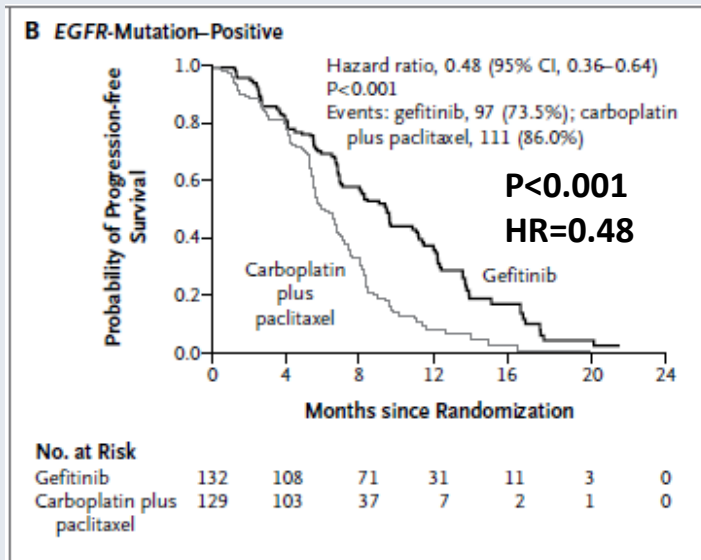 B EGFR-Mutation–Positive
Hazard ratio, 0.48 (95% CI, 0.36–0.64)
P<0.001
Events: gefitinib, 97 (73.5%); carboplatin
plus paclitaxel, 111 (86.0%)
P<0.001
HR=0.48
Probability of Progression-free
Survival
1.0
0.8
0.6
0.4
0.2
0.0
Carboplatin
plus
paclitaxel
Gefitinib
0 4 8 12 16 20 24
Months since Randomization
No. at Risk
Gefitinib 132 108 71 31 11 3 0
Carboplatin plus 129 103 37 7 2 1 0
paclitaxel